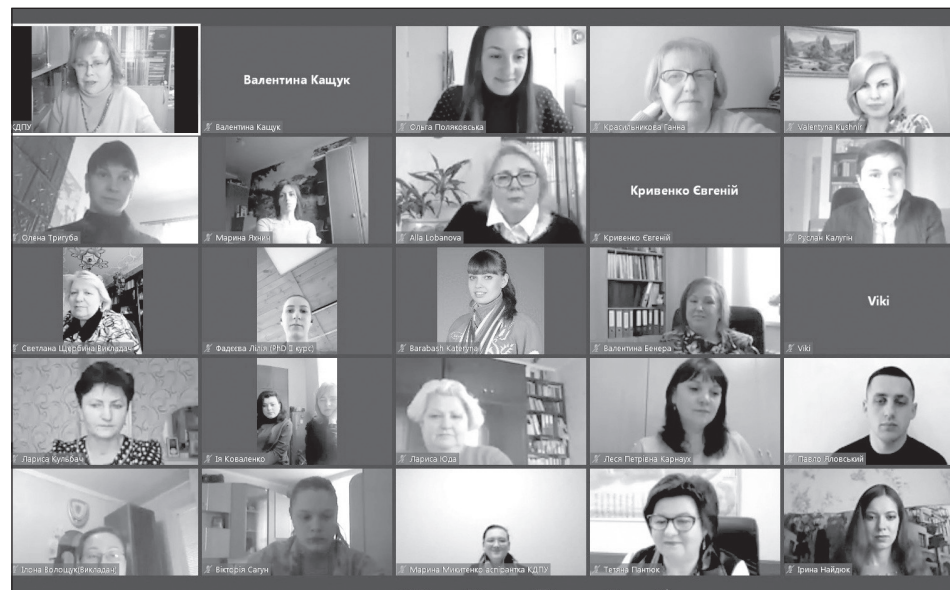 КДПУ
Валентина Кащук
Валентина Кащук
Ольга Поляковська
Красильникова Ганна
Valentyna Kushnir
Олена Тригуба
Марина Яхнич
Alla Lobanova
Кривенко Євгеній
Кривенко Євгеній
Руслан Калугін
Светлана Щербина Викладач
Фадєєва Лілія (PhD 2 курс)
Barabash Kateryna
Валентина Бенера
Viki
Viki
Лариса Кульбач
Ія Коваленко
Лариса Юда
Леся Петрівна Карнаух
Павло Яловський
Ілона Волощук(Викладач)
Вікторія Сагун
Марина Микитенко аспірантка КДПУ
Тетяна Пантюк
Ірина Найдюк